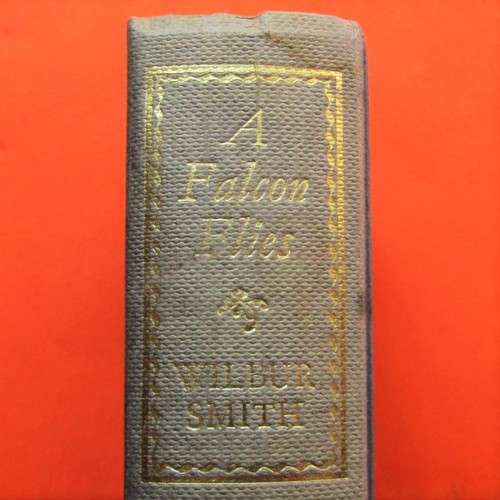 A
Falcon
Flies
WILBUR
SMITH